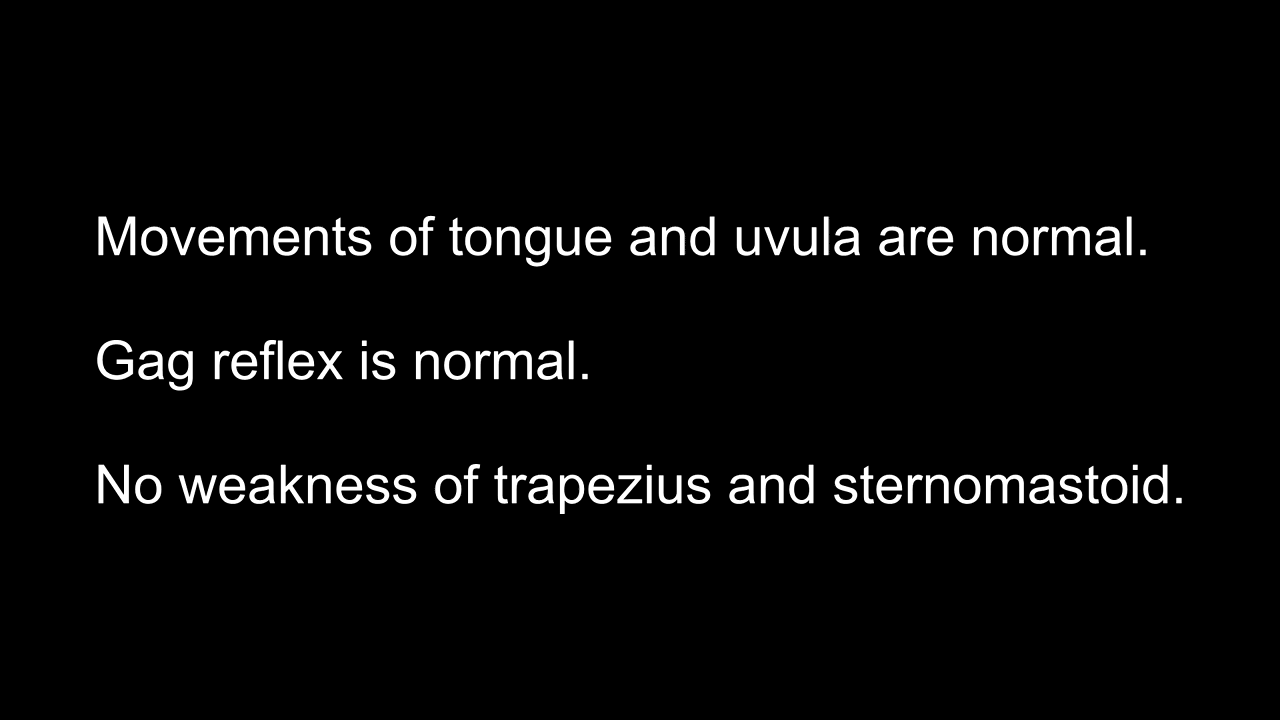 Movements of tongue and uvula are normal.
Gag reflex is normal.
No weakness of trapezius and sternomastoid.